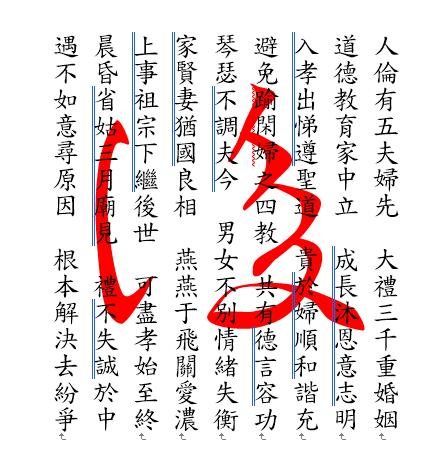 人倫有五夫婦先　大禮三千重婚姻
道德教育家中立　成長沐恩意志明
入孝出悌遵聖道　貴於婦順和諧充
避免踰閑婦之四教　共有德言容功
琴瑟不調夫今　男女不別情緒失衡
家賢妻猶國良相　燕燕于飛關愛濃
上事祖宗下繼後世　可盡孝始至終
晨昏省姑三月廟見　禮不失誠於中
遇不如意尋原因　根本解決去紛爭